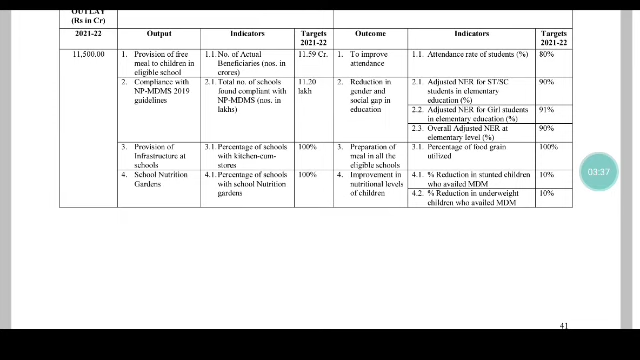 OUTLAY
(Rs in Cr)
2021-22 Output Indicators Targets 2021-22 Outcome Indicators Targets 2021-22
11,500.00
1. Provision of free
meal to children in
eligible school
1.1. No. of Actual
Beneficiaries (nos. in
crores)
11.59 Cr.
1. To improve
attendance
1.1. Attendance rate of students (%)
80%
2. Compliance with
NP-MDMS 2019
guidelines
2.1. Total no. of schools
found compliant with
NP-MDMS (nos. in
lakhs)
11.20
lakh
2. Reduction in
gender and
social gap in
education
2.1. Adjusted NER for ST/SC
students in elementary
education (%)
90%
2.2. Adjusted NER for Girl students
in elementary education (%)
91%
2.3. Overall Adjusted NER at
elementary level (%)
90%
3. Provision of
Infrastructure at
schools
3.1. Percentage of schools
with kitchen-cum-
stores
100%
3. Preparation of
meal in all the
eligible schools
3.1. Percentage of food grain
utilized
100%
4. School Nutrition
Gardens
4.1. Percentage of schools
with school Nutrition
gardens
100%
4. Improvement in
nutritional levels
of children
4.1. % Reduction in stunted children
who availed MDM
10%
4.2. % Reduction in underweight
children who availed MDM
10%
03:37
41